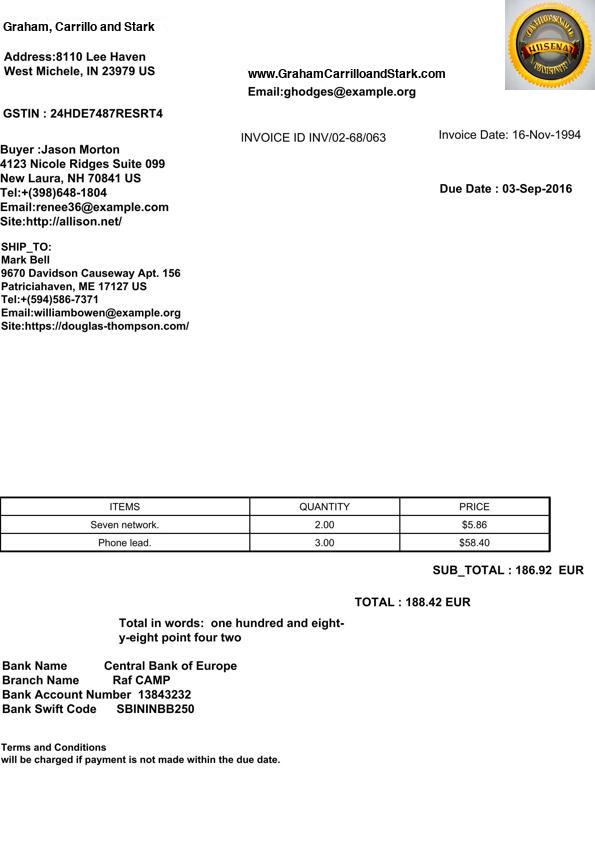 Graham, Carrillo and Stark
Address:8110 Lee Haven
West Michele, IN 23979 US
www.GrahamCarrilloandStark.com
Email:ghodges@example.org
HUSENAT
GSTIN : 24HDE7487RESRT4
INVOICE ID INV/02-68/063
Invoice Date: 16-Nov-1994
Due Date : 03-Sep-2016
Buyer :Jason Morton
4123 Nicole Ridges Suite 099
New Laura, NH 70841 US
Tel:+(398)648-1804
Email:renee36@example.com
Site:http://allison.net/
SHIP_TO:
Mark Bell
9670 Davidson Causeway Apt. 156
Patriciahaven, ME 17127 US
Tel:+(594)586-7371
Email:williambowen@example.org
Site:https://douglas-thompson.com/
ITEMS QUANTITY PRICE
Seven network. 2.00 $5.86
Phone lead. 3.00 $58.40
SUB_TOTAL : 186.92 EUR
TOTAL : 188.42 EUR
Total in words: one hundred and eight-
y-eight point four two
Bank Name Central Bank of Europe
Branch Name Raf CAMP
Bank Account Number 13843232
Bank Swift Code SBININBB250
Terms and Conditions
will be charged if payment is not made within the due date.